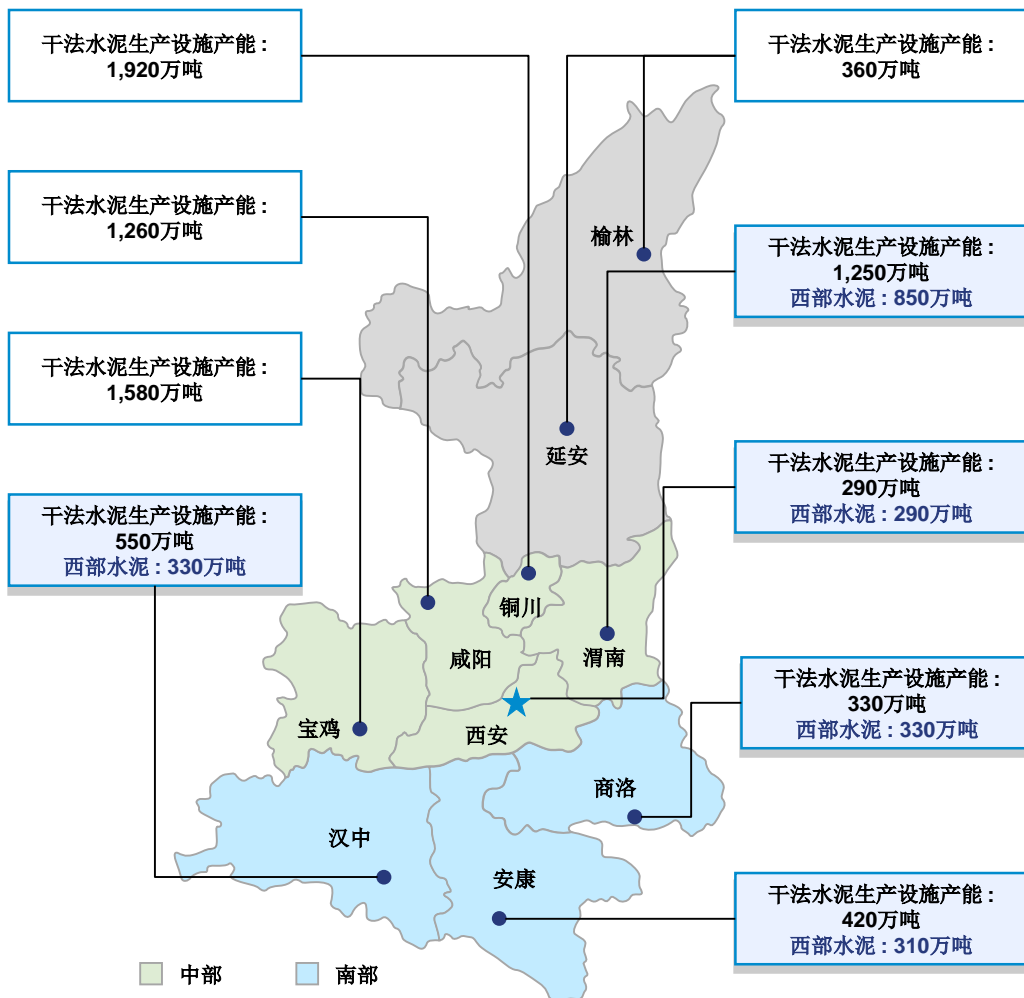 干法水泥生产设施产能 :
1,920万吨
干法水泥生产设施产能 :
360万吨
干法水泥生产设施产能 :
1,260万吨
榆林
干法水泥生产设施产能 :
1,250万吨
西部水泥 : 850万吨
干法水泥生产设施产能 :
1,580万吨
延安
干法水泥生产设施产能 :
290万吨
西部水泥 : 290万吨
干法水泥生产设施产能 :
550万吨
西部水泥 : 330万吨
铜川
咸阳
渭南
宝鸡
西安
干法水泥生产设施产能 :
330万吨
西部水泥 : 330万吨
商洛
汉中
安康
干法水泥生产设施产能 :
420万吨
西部水泥 : 310万吨
中部
南部